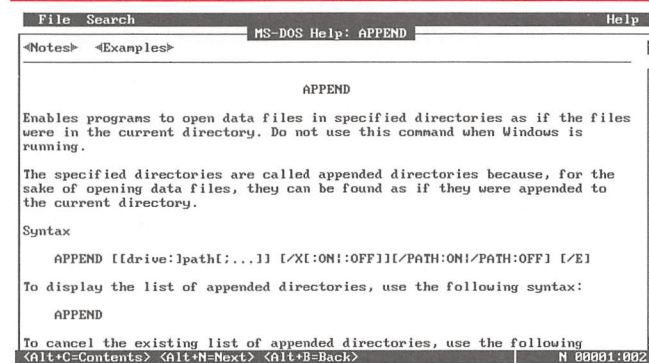 File Search Help
MS-DOS Help: APPEND
◄Notes► ◄Examples►
APPEND
Enables programs to open data files in specified directories as if the files
were in the current directory. Do not use this command when Windows is
running.
The specified directories are called appended directories because, for the
sake of opening data files, they can be found as if they were appended to
the current directory.
Syntax
APPEND [[drive:]path[;...]] [/X[:ON¦:OFF]][/PATH:ON¦/PATH:OFF] [/E]
To display the list of appended directories, use the following syntax:
APPEND
To cancel the existing list of appended directories, use the following
<Alt+C=Contents> <Alt+N=Next> <Alt+B=Back> N 00001:002